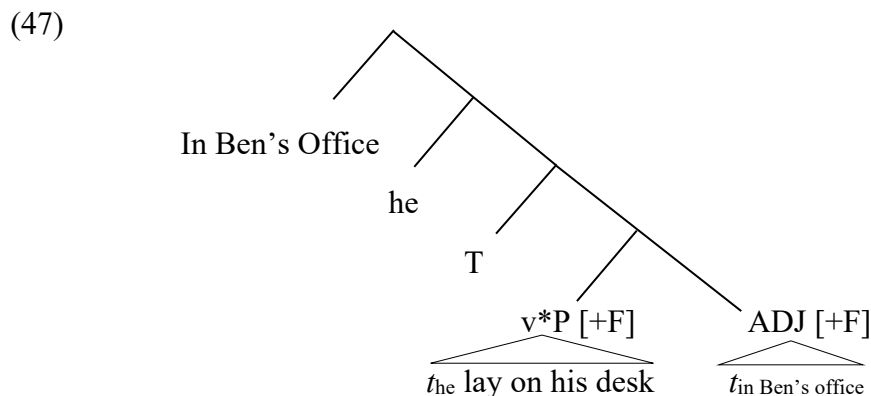 (47)
In Ben’s Office
he
T
v*P [+F] ADJ [+F]
the lay on his desk tin Ben’s office